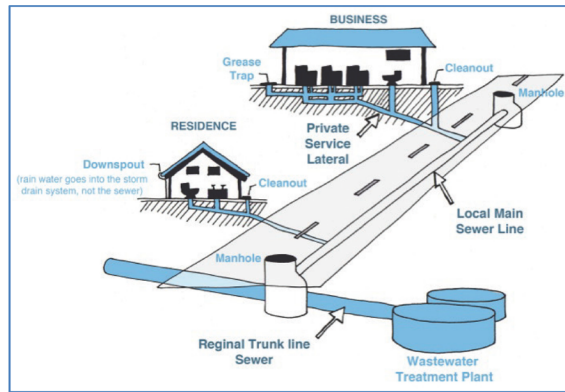 BUSINESS
Grease
Trap
Cleanout
Manhole
Private
Service
Lateral
RESIDENCE
Downspout
(rain water goes into the storm
drain system, not the sewer)
Cleanout
Local Main
Sewer Line
Manhole
Reginal Trunk line
Sewer
Wastewater
Treatment Plant